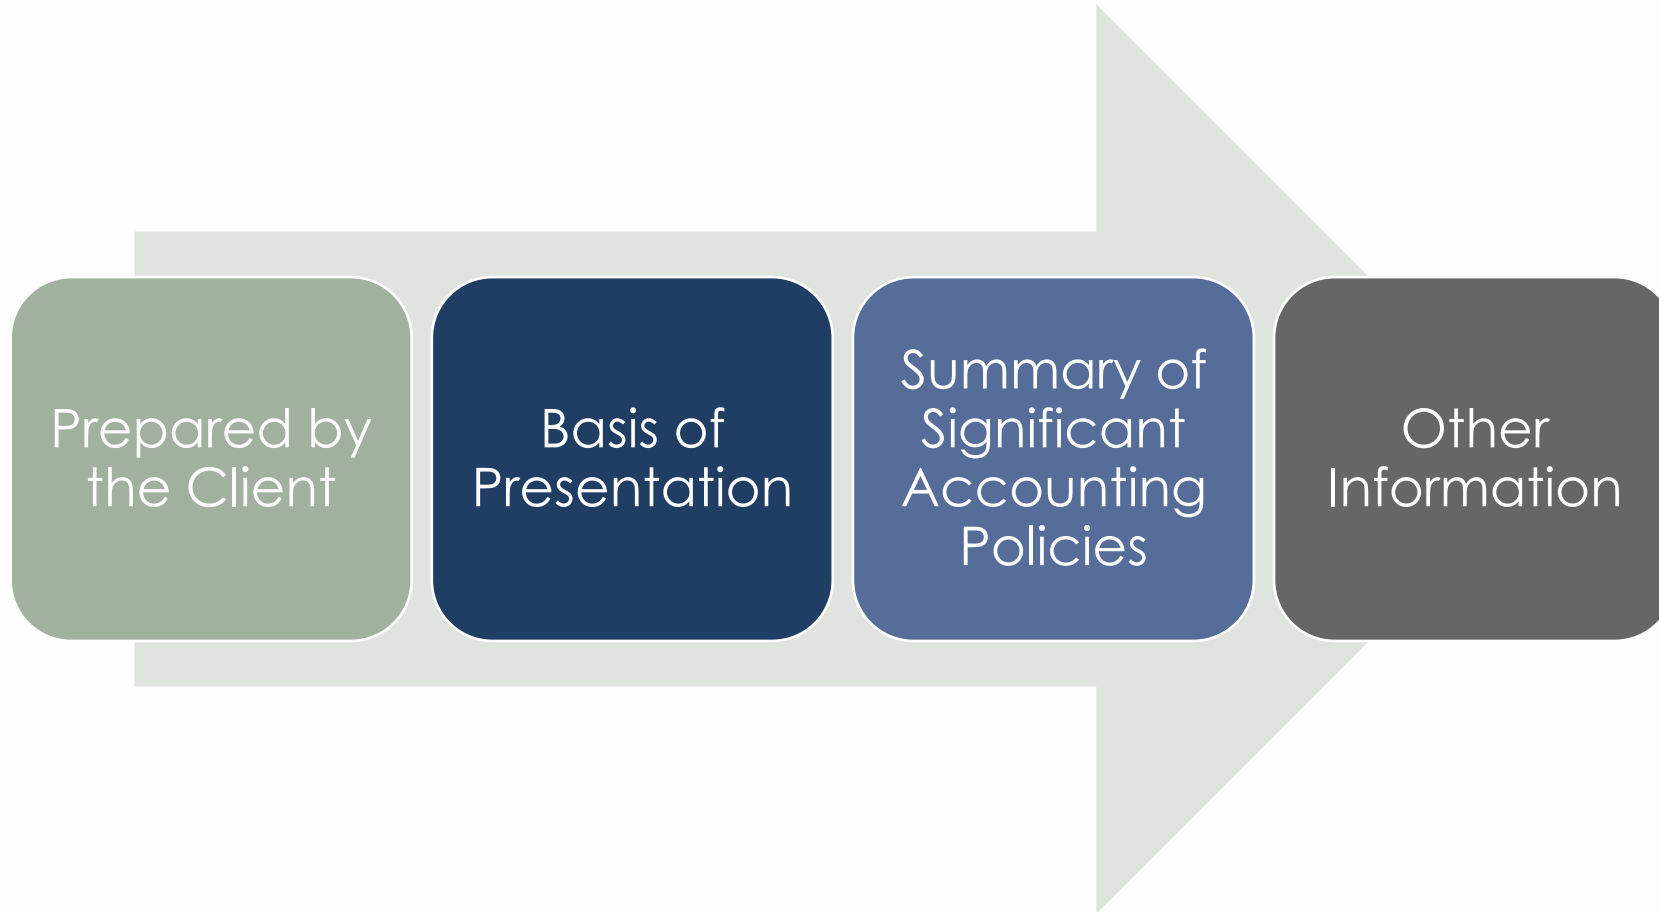 Prepared by
the Client
Basis of
Presentation
Summary of
Significant
Accounting
Policies
Other
Information